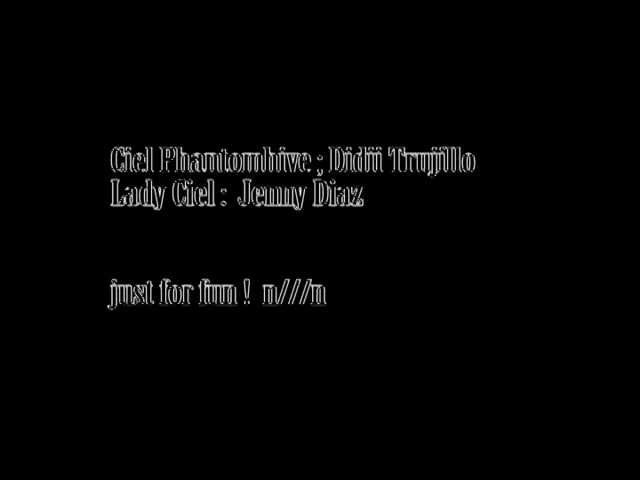 Ciel Phantomhive ; Didii Trujillo
Lady Ciel :  Jenny Diaz
just for fun !  n///n